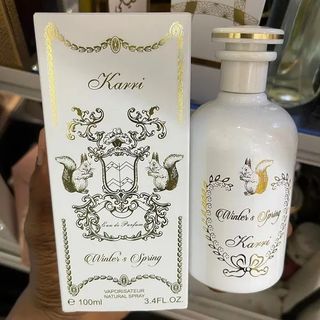 Karri
Eau de Parfum
Winter's Spring
VAPORISATEUR
NATURAL SPRAY
℮ 100ml 3.4FL.OZ.
Winter's Spring
Karri